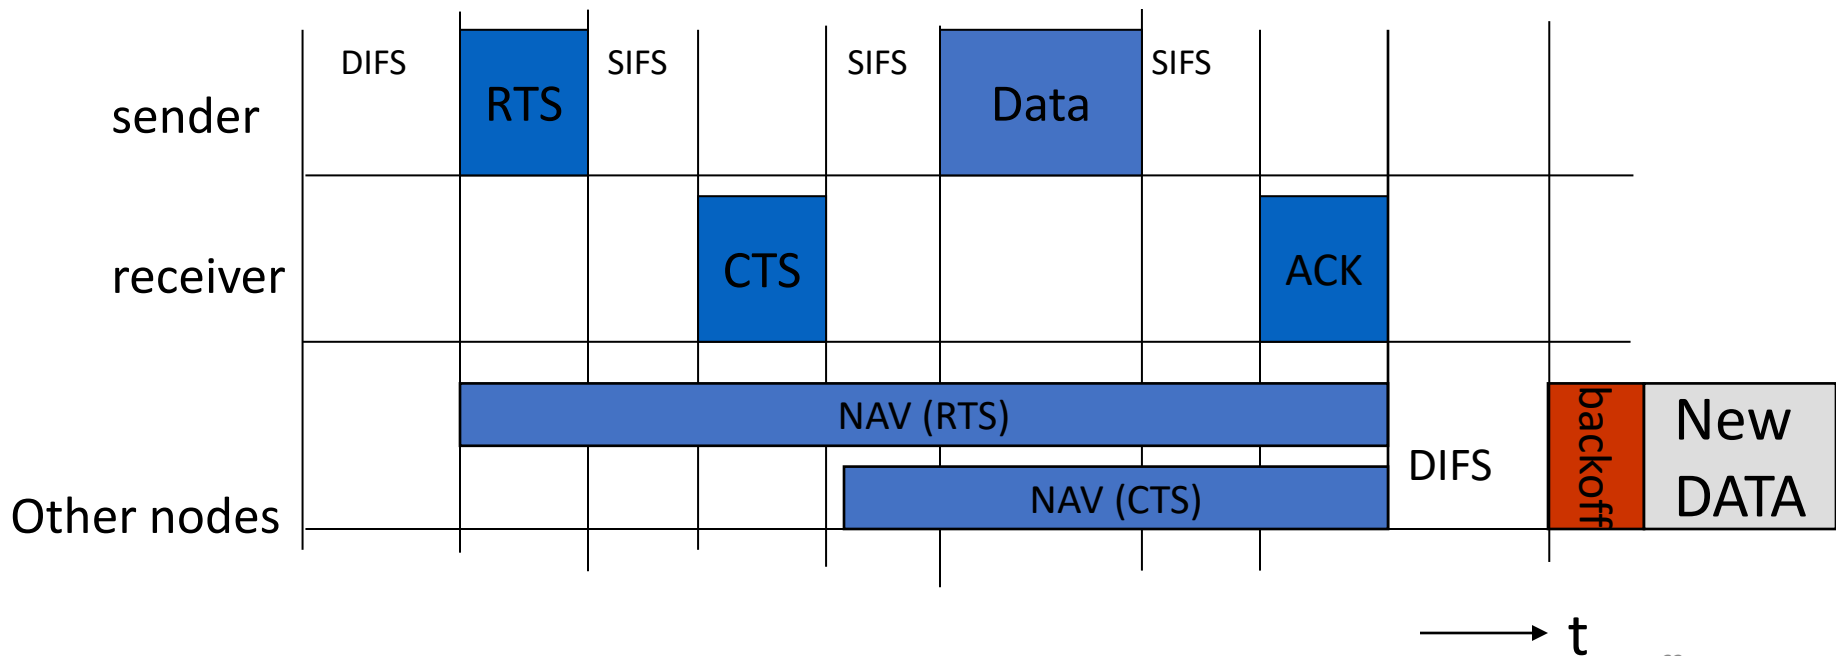 DIFS
SIFS
SIFS
SIFS
sender
RTS
Data
receiver
CTS
ACK
NAV (RTS)
NAV (CTS)
Other nodes
DIFS
backoff
New
DATA
t